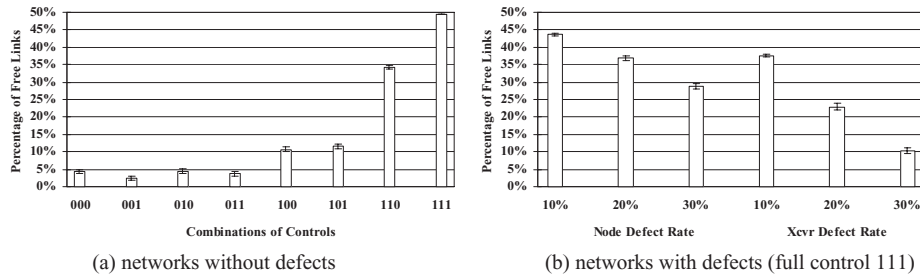 Percentage of Free Links
50%
45%
40%
35%
30%
25%
20%
15%
10%
5%
0%
000 001 010 011 100 101 110 111
Combinations of Controls
(a) networks without defects
Percentage of Free Links
50%
45%
40%
35%
30%
25%
20%
15%
10%
5%
0%
10% 20% 30% 10% 20% 30%
Node Defect Rate Xcvr Defect Rate
(b) networks with defects (full control 111)